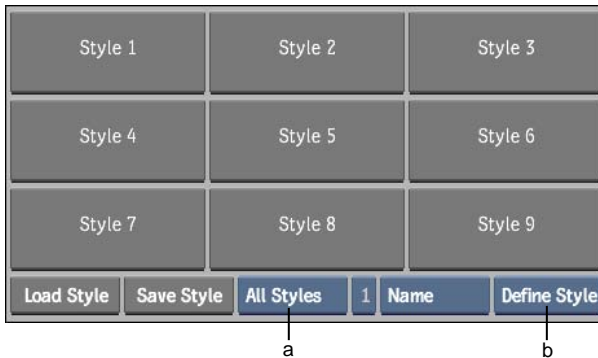 Style 1 Style 2 Style 3
Style 4 Style 5 Style 6
Style 7 Style 8 Style 9
Load Style Save Style All Styles 1 Name Define Style
a b